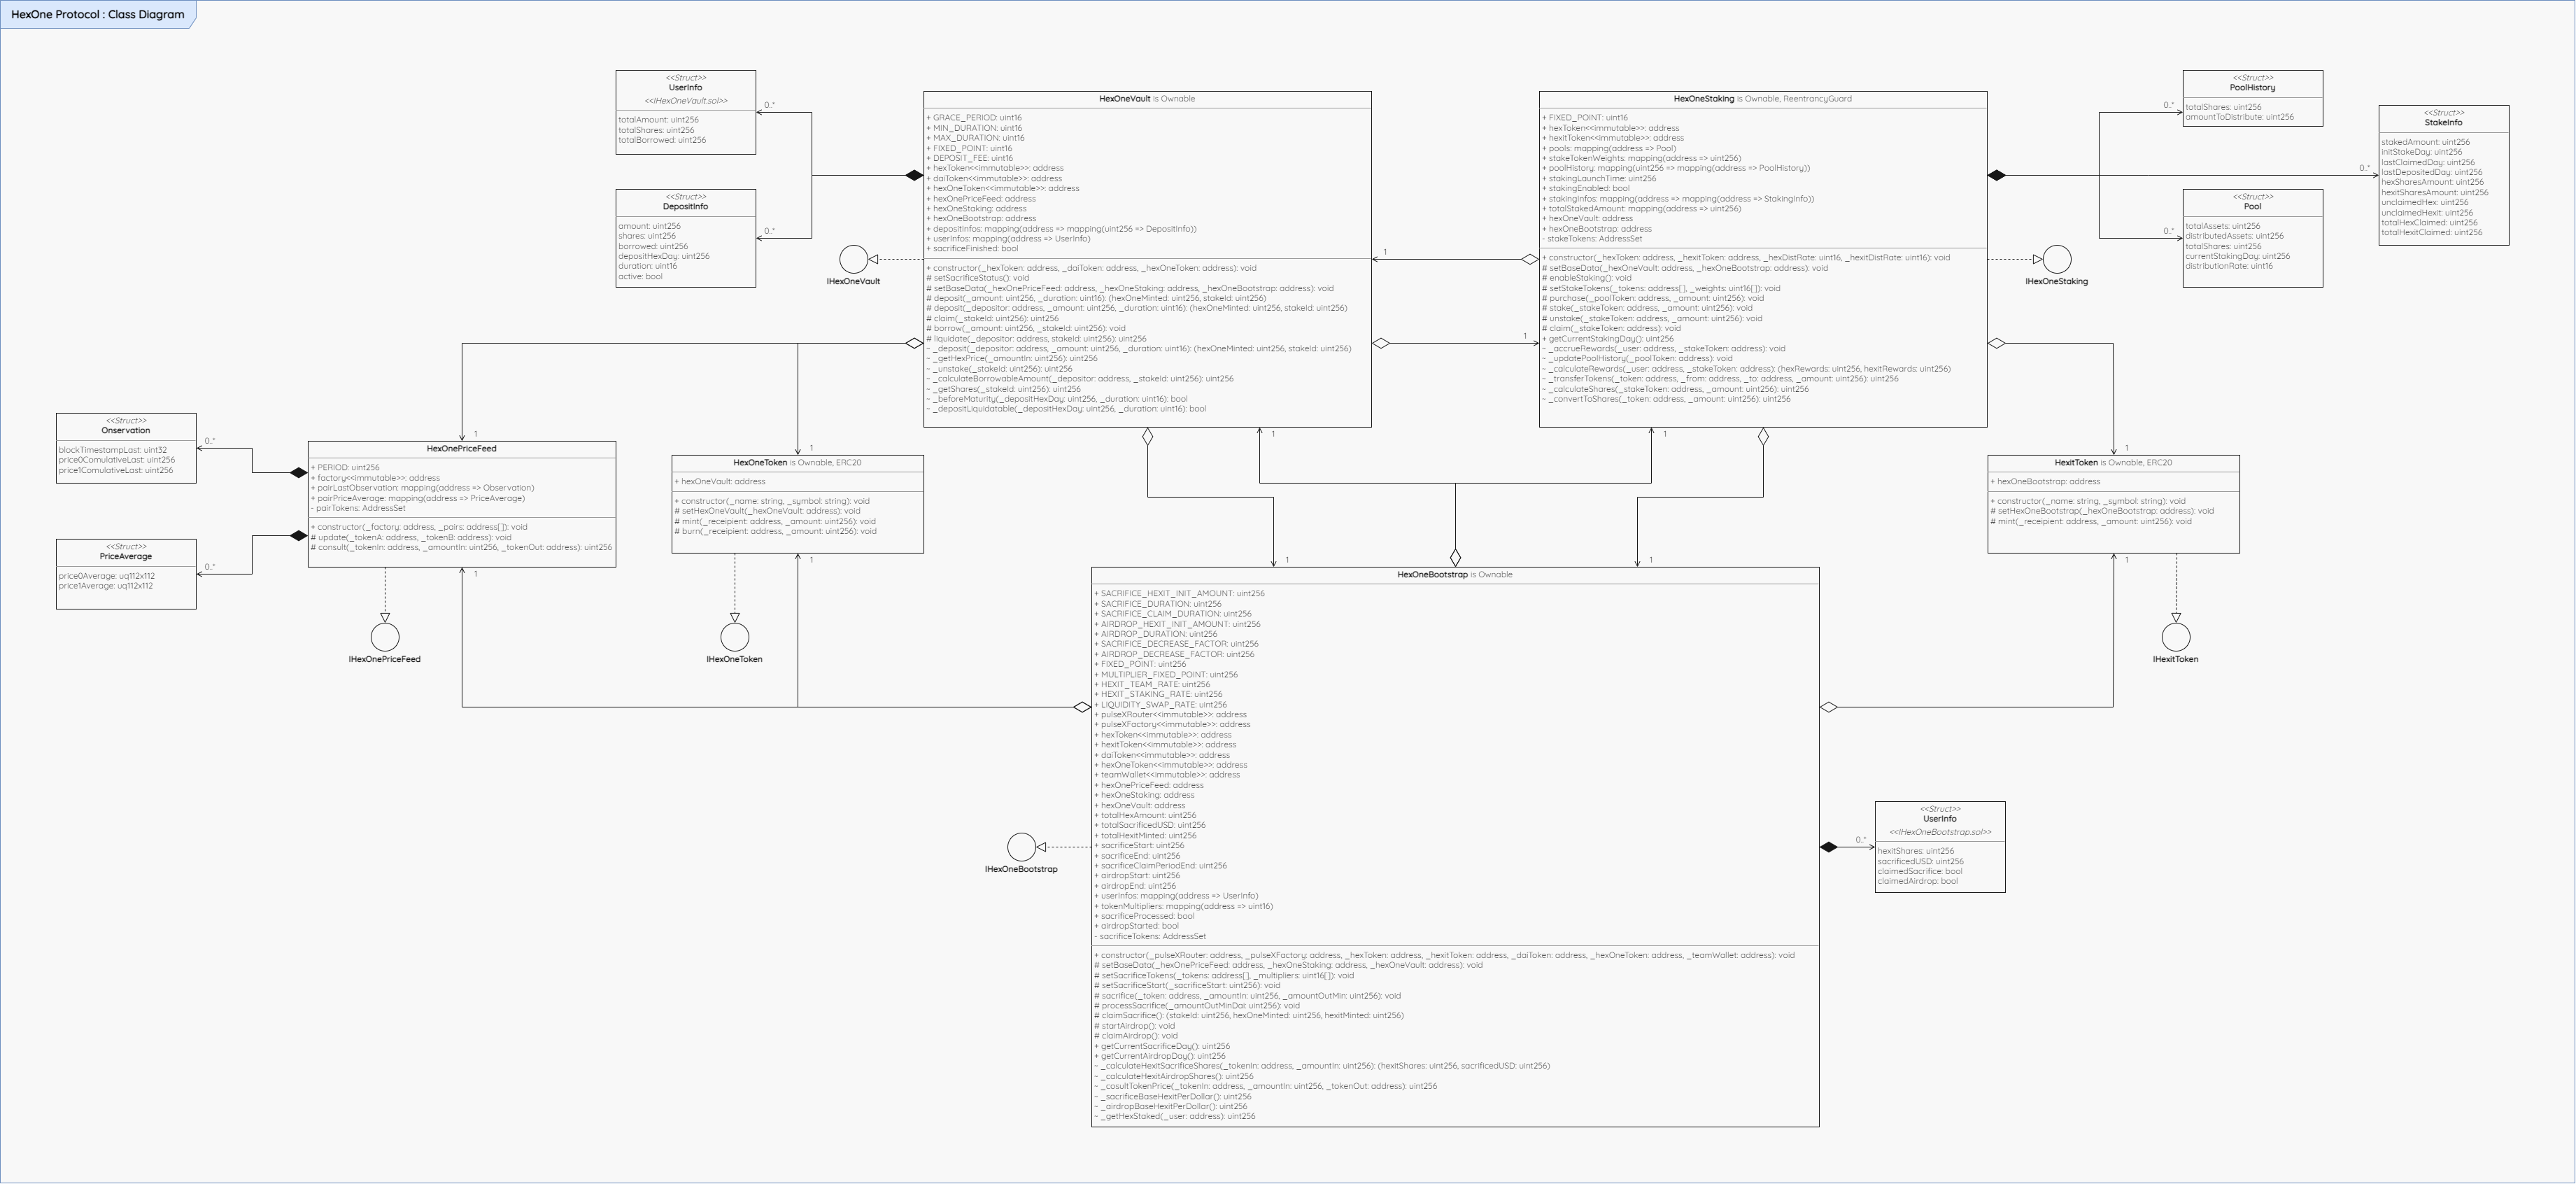 HexOne Protocol : Class Diagram
<<Struct>>
UserInfo
<<IHexOneVault.sol>>
totalAmount: uint256
totalShares: uint256
totalBorrowed: uint256
0..*
<<Struct>>
DepositInfo
amount: uint256
shares: uint256
borrowed: uint256
depositHexDay: uint256
duration: uint16
active: bool
0..*
IHexOneVault
HexOneVault is Ownable
+ GRACE_PERIOD: uint16
+ MIN_DURATION: uint16
+ MAX_DURATION: uint16
+ FIXED_POINT: uint16
+ DEPOSIT_FEE: uint16
+ hexToken<<immutable>>: address
+ daiToken<<immutable>>: address
+ hexOneToken<<immutable>>: address
+ hexOnePriceFeed: address
+ hexOneStaking: address
+ hexOneBootstrap: address
+ depositInfos: mapping(address => mapping(uint256 => DepositInfo))
+ userInfos: mapping(address => UserInfo)
+ sacrificeFinished: bool
+ constructor(_hexToken: address, _daiToken: address, _hexOneToken: address): void
# setSacrificeStatus(): void
# setBaseData(_hexOnePriceFeed: address, _hexOneStaking: address, _hexOneBootstrap: address): void
# deposit(_amount: uint256, _duration: uint16): (hexOneMinted: uint256, stakeId: uint256)
# deposit(_depositor: address, _amount: uint256, _duration: uint16): (hexOneMinted: uint256, stakeId: uint256)
# claim(_stakeId: uint256): uint256
# borrow(_amount: uint256, _stakeId: uint256): void
# liquidate(_depositor: address, stakeId: uint256): uint256
~ _deposit(_depositor: address, _amount: uint256, _duration: uint16): (hexOneMinted: uint256, stakeId: uint256)
~ _getHexPrice(_amountIn: uint256): uint256
~ _unstake(_stakeId: uint256): uint256
~ _calculateBorrowableAmount(_depositor: address, _stakeId: uint256): uint256
~ _getShares(_stakeId: uint256): uint256
~ _beforeMaturity(_depositHexDay: uint256, _duration: uint16): bool
~ _depositLiquidatable(_depositHexDay: uint256, _duration: uint16): bool
1
1
HexOneStaking is Ownable, ReentrancyGuard
+ FIXED_POINT: uint16
+ hexToken<<immutable>>: address
+ hexitToken<<immutable>>: address
+ pools: mapping(address => Pool)
+ stakeTokenWeights: mapping(address => uint256)
+ poolHistory: mapping(uint256 => mapping(address => PoolHistory))
+ stakingLaunchTime: uint256
+ stakingEnabled: bool
+ stakingInfos: mapping(address => mapping(address => StakingInfo))
+ totalStakedAmount: mapping(address => uint256)
+ hexOneVault: address
+ hexOneBootstrap: address
- stakeTokens: AddressSet
+ constructor(_hexToken: address, _hexitToken: address, _hexDistRate: uint16, _hexitDistRate: uint16): void
# setBaseData(_hexOneVault: address, _hexOneBootstrap: address): void
# enableStaking(): void
# setStakeTokens(_tokens: address[], _weights: uint16[]): void
# purchase(_poolToken: address, _amount: uint256): void
# stake(_stakeToken: address, _amount: uint256): void
# unstake(_stakeToken: address, _amount: uint256): void
# claim(_stakeToken: address): void
+ getCurrentStakingDay(): uint256
~ _accrueRewards(_user: address, _stakeToken: address): void
~ _updatePoolHistory(_poolToken: address): void
~ _calculateRewards(_user: address, _stakeToken: address): (hexRewards: uint256, hexitRewards: uint256)
~ _transferTokens(_token: address, _from: address, _to: address, _amount: uint256): uint256
~ _calculateShares(_stakeToken: address, _amount: uint256): uint256
~ _convertToShares(_token: address, _amount: uint256): uint256
<<Struct>>
PoolHistory
totalShares: uint256
amountToDistribute: uint256
0..*
<<Struct>>
StakeInfo
stakedAmount: uint256
initStakeDay: uint256
lastClaimedDay: uint256
lastDepositedDay: uint256
hexSharesAmount: uint256
hexitSharesAmount: uint256
unclaimedHex: uint256
unclaimedHexit: uint256
totalHexClaimed: uint256
totalHexitClaimed: uint256
0..*
<<Struct>>
Pool
totalAssets: uint256
distributedAssets: uint256
totalShares: uint256
currentStakingDay: uint256
distributionRate: uint16
0..*
IHexOneStaking
<<Struct>>
Onservation
blockTimestampLast: uint32
price0ComulativeLast: uint256
price1ComulativeLast: uint256
0..*
<<Struct>>
PriceAverage
price0Average: uq112x112
price1Average: uq112x112
0..*
1
HexOnePriceFeed
+ PERIOD: uint256
+ factory<<immutable>>: address
+ pairLastObservation: mapping(address => Observation)
+ pairPriceAverage: mapping(address => PriceAverage)
- pairTokens: AddressSet
+ constructor(_factory: address, _pairs: address[]): void
# update(_tokenA: address, _tokenB: address): void
# consult(_tokenIn: address, _amountIn: uint256, _tokenOut: address): uint256
1
IHexOnePriceFeed
1
HexOneToken is Ownable, ERC20
+ hexOneVault: address
+ constructor(_name: string, _symbol: string): void
# setHexOneVault(_hexOneVault: address): void
# mint(_receipient: address, _amount: uint256): void
# burn(_receipient: address, _amount: uint256): void
1
IHexOneToken
1
1
1
1
1
HexitToken is Ownable, ERC20
+ hexOneBootstrap: address
+ constructor(_name: string, _symbol: string): void
# setHexOneBootstrap(_hexOneBootstrap: address): void
# mint(_receipient: address, _amount: uint256): void
1
IHexitToken
HexOneBootstrap is Ownable
+ SACRIFICE_HEXIT_INIT_AMOUNT: uint256
+ SACRIFICE_DURATION: uint256
+ SACRIFICE_CLAIM_DURATION: uint256
+ AIRDROP_HEXIT_INIT_AMOUNT: uint256
+ AIRDROP_DURATION: uint256
+ SACRIFICE_DECREASE_FACTOR: uint256
+ AIRDROP_DECREASE_FACTOR: uint256
+ FIXED_POINT: uint256
+ MULTIPLIER_FIXED_POINT: uint256
+ HEXIT_TEAM_RATE: uint256
+ HEXIT_STAKING_RATE: uint256
+ LIQUIDITY_SWAP_RATE: uint256
+ pulseXRouter<<immutable>>: address
+ pulseXFactory<<immutable>>: address
+ hexToken<<immutable>>: address
+ hexitToken<<immutable>>: address
+ daiToken<<immutable>>: address
+ hexOneToken<<immutable>>: address
+ teamWallet<<immutable>>: address
+ hexOnePriceFeed: address
+ hexOneStaking: address
+ hexOneVault: address
+ totalHexAmount: uint256
+ totalSacrificedUSD: uint256
+ totalHexitMinted: uint256
+ sacrificeStart: uint256
+ sacrificeEnd: uint256
+ sacrificeClaimPeriodEnd: uint256
+ airdropStart: uint256
+ airdropEnd: uint256
+ userInfos: mapping(address => UserInfo)
+ tokenMultipliers: mapping(address => uint16)
+ sacrificeProcessed: bool
+ airdropStarted: bool
- sacrificeTokens: AddressSet
+ constructor(_pulseXRouter: address, _pulseXFactory: address, _hexToken: address, _hexitToken: address, _daiToken: address, _hexOneToken: address, _teamWallet: address): void
# setBaseData(_hexOnePriceFeed: address, _hexOneStaking: address, _hexOneVault: address): void
# setSacrificeTokens(_tokens: address[], _multipliers: uint16[]): void
# setSacrificeStart(_sacrificeStart: uint256): void
# sacrifice(_token: address, _amountIn: uint256, _amountOutMin: uint256): void
# processSacrifice(_amountOutMinDai: uint256): void
# claimSacrifice(): (stakeId: uint256, hexOneMinted: uint256, hexitMinted: uint256)
# startAirdrop(): void
# claimAirdrop(): void
+ getCurrentSacrificeDay(): uint256
+ getCurrentAirdropDay(): uint256
~ _calculateHexitSacrificeShares(_tokenIn: address, _amountIn: uint256): (hexitShares: uint256, sacrificedUSD: uint256)
~ _calculateHexitAirdropShares(): uint256
~ _cosultTokenPrice(_tokenIn: address, _amountIn: uint256, _tokenOut: address): uint256
~ _sacrificeBaseHexitPerDollar(): uint256
~ _airdropBaseHexitPerDollar(): uint256
~ _getHexStaked(_user: address): uint256
IHexOneBootstrap
0..*
<<Struct>>
UserInfo
<<IHexOneBootstrap.sol>>
hexitShares: uint256
sacrificedUSD: uint256
claimedSacrifice: bool
claimedAirdrop: bool